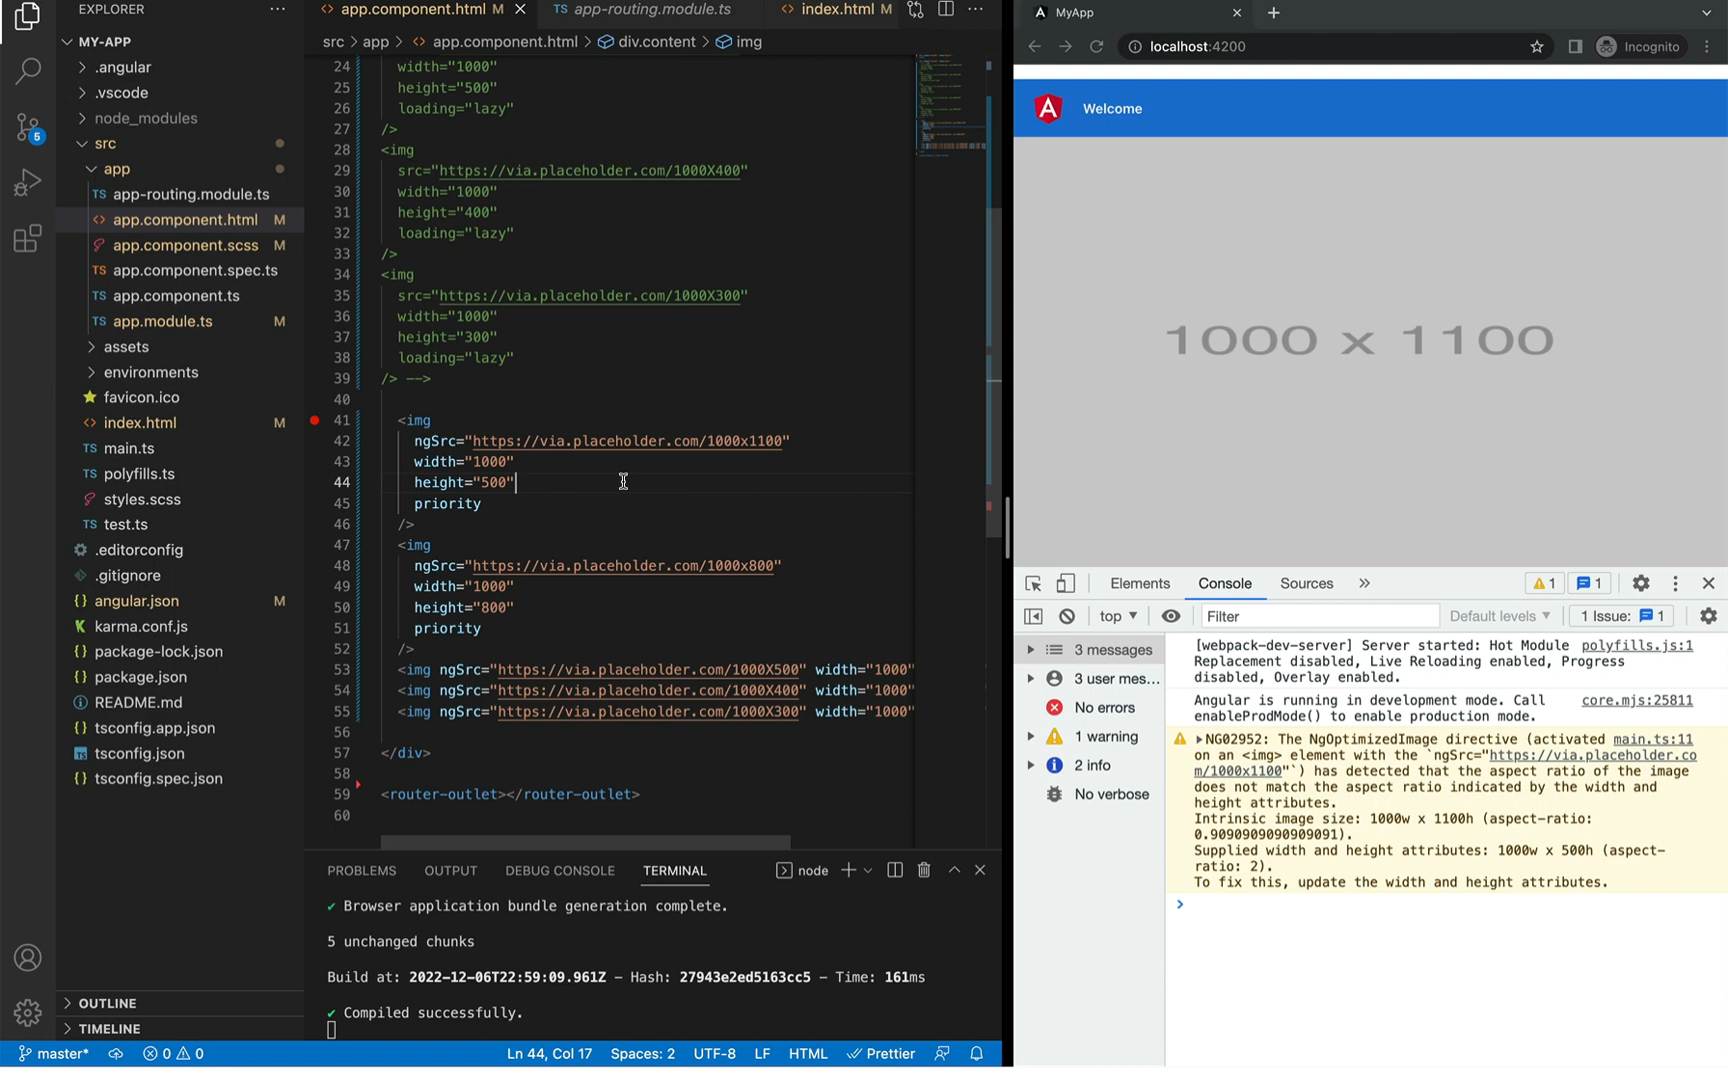 EXPLORER
MY-APP
.angular
.vscode
node_modules
src
app
TS app-routing.module.ts
<> app.component.html M
app.component.scss M
TS app.component.spec.ts
TS app.component.ts
TS app.module.ts M
assets
environments
favicon.ico
<> index.html M
TS main.ts
TS polyfills.ts
styles.scss
TS test.ts
.editorconfig
.gitignore
{} angular.json M
karma.conf.js
{} package-lock.json
{} package.json
README.md
{} tsconfig.app.json
TS tsconfig.json
{} tsconfig.spec.json
OUTLINE
TIMELINE
5
<> app.component.html M
TS app-routing.module.ts
<> index.html M
src > app > <> app.component.html > div.content > img
24 width="1000"
25 height="500"
26 loading="lazy"
27 />
28 <img
29 src="https://via.placeholder.com/1000X400"
30 width="1000"
31 height="400"
32 loading="lazy"
33 />
34 <img
35 src="https://via.placeholder.com/1000X300"
36 width="1000"
37 height="300"
38 loading="lazy"
39 /> -->
40
41 <img
42 ngSrc="https://via.placeholder.com/1000x1100"
43 width="1000"
44 height="500"
45 priority
46 />
47 <img
48 ngSrc="https://via.placeholder.com/1000x800"
49 width="1000"
50 height="800"
51 priority
52 />
53 <img ngSrc="https://via.placeholder.com/1000X500" width="1000"
54 <img ngSrc="https://via.placeholder.com/1000X400" width="1000"
55 <img ngSrc="https://via.placeholder.com/1000X300" width="1000"
56
57 </div>
58
59 <router-outlet></router-outlet>
60
PROBLEMS OUTPUT DEBUG CONSOLE TERMINAL node
✔ Browser application bundle generation complete.
5 unchanged chunks
Build at: 2022-12-06T22:59:09.961Z - Hash: 27943e2ed5163cc5 - Time: 161ms
✔ Compiled successfully.
master* 0 0 Ln 44, Col 17 Spaces: 2 UTF-8 LF HTML Prettier
MyApp
localhost:4200 Incognito
Welcome
1000 x 1100
Elements Console Sources 1 1
top Filter Default levels 1 Issue: 1
3 messages
3 user mes...
No errors
1 warning
2 info
No verbose
[webpack-dev-server] Server started: Hot Module polyfills.js:1
Replacement disabled, Live Reloading enabled, Progress
disabled, Overlay enabled.
Angular is running in development mode. Call core.mjs:25811
enableProdMode() to enable production mode.
NG02952: The NgOptimizedImage directive (activated main.ts:11
on an <img> element with the `ngSrc="https://via.placeholder.co
m/1000x1100"`) has detected that the aspect ratio of the image
does not match the aspect ratio indicated by the width and
height attributes.
Intrinsic image size: 1000w x 1100h (aspect-ratio:
0.9090909090909091).
Supplied width and height attributes: 1000w x 500h (aspect-
ratio: 2).
To fix this, update the width and height attributes.